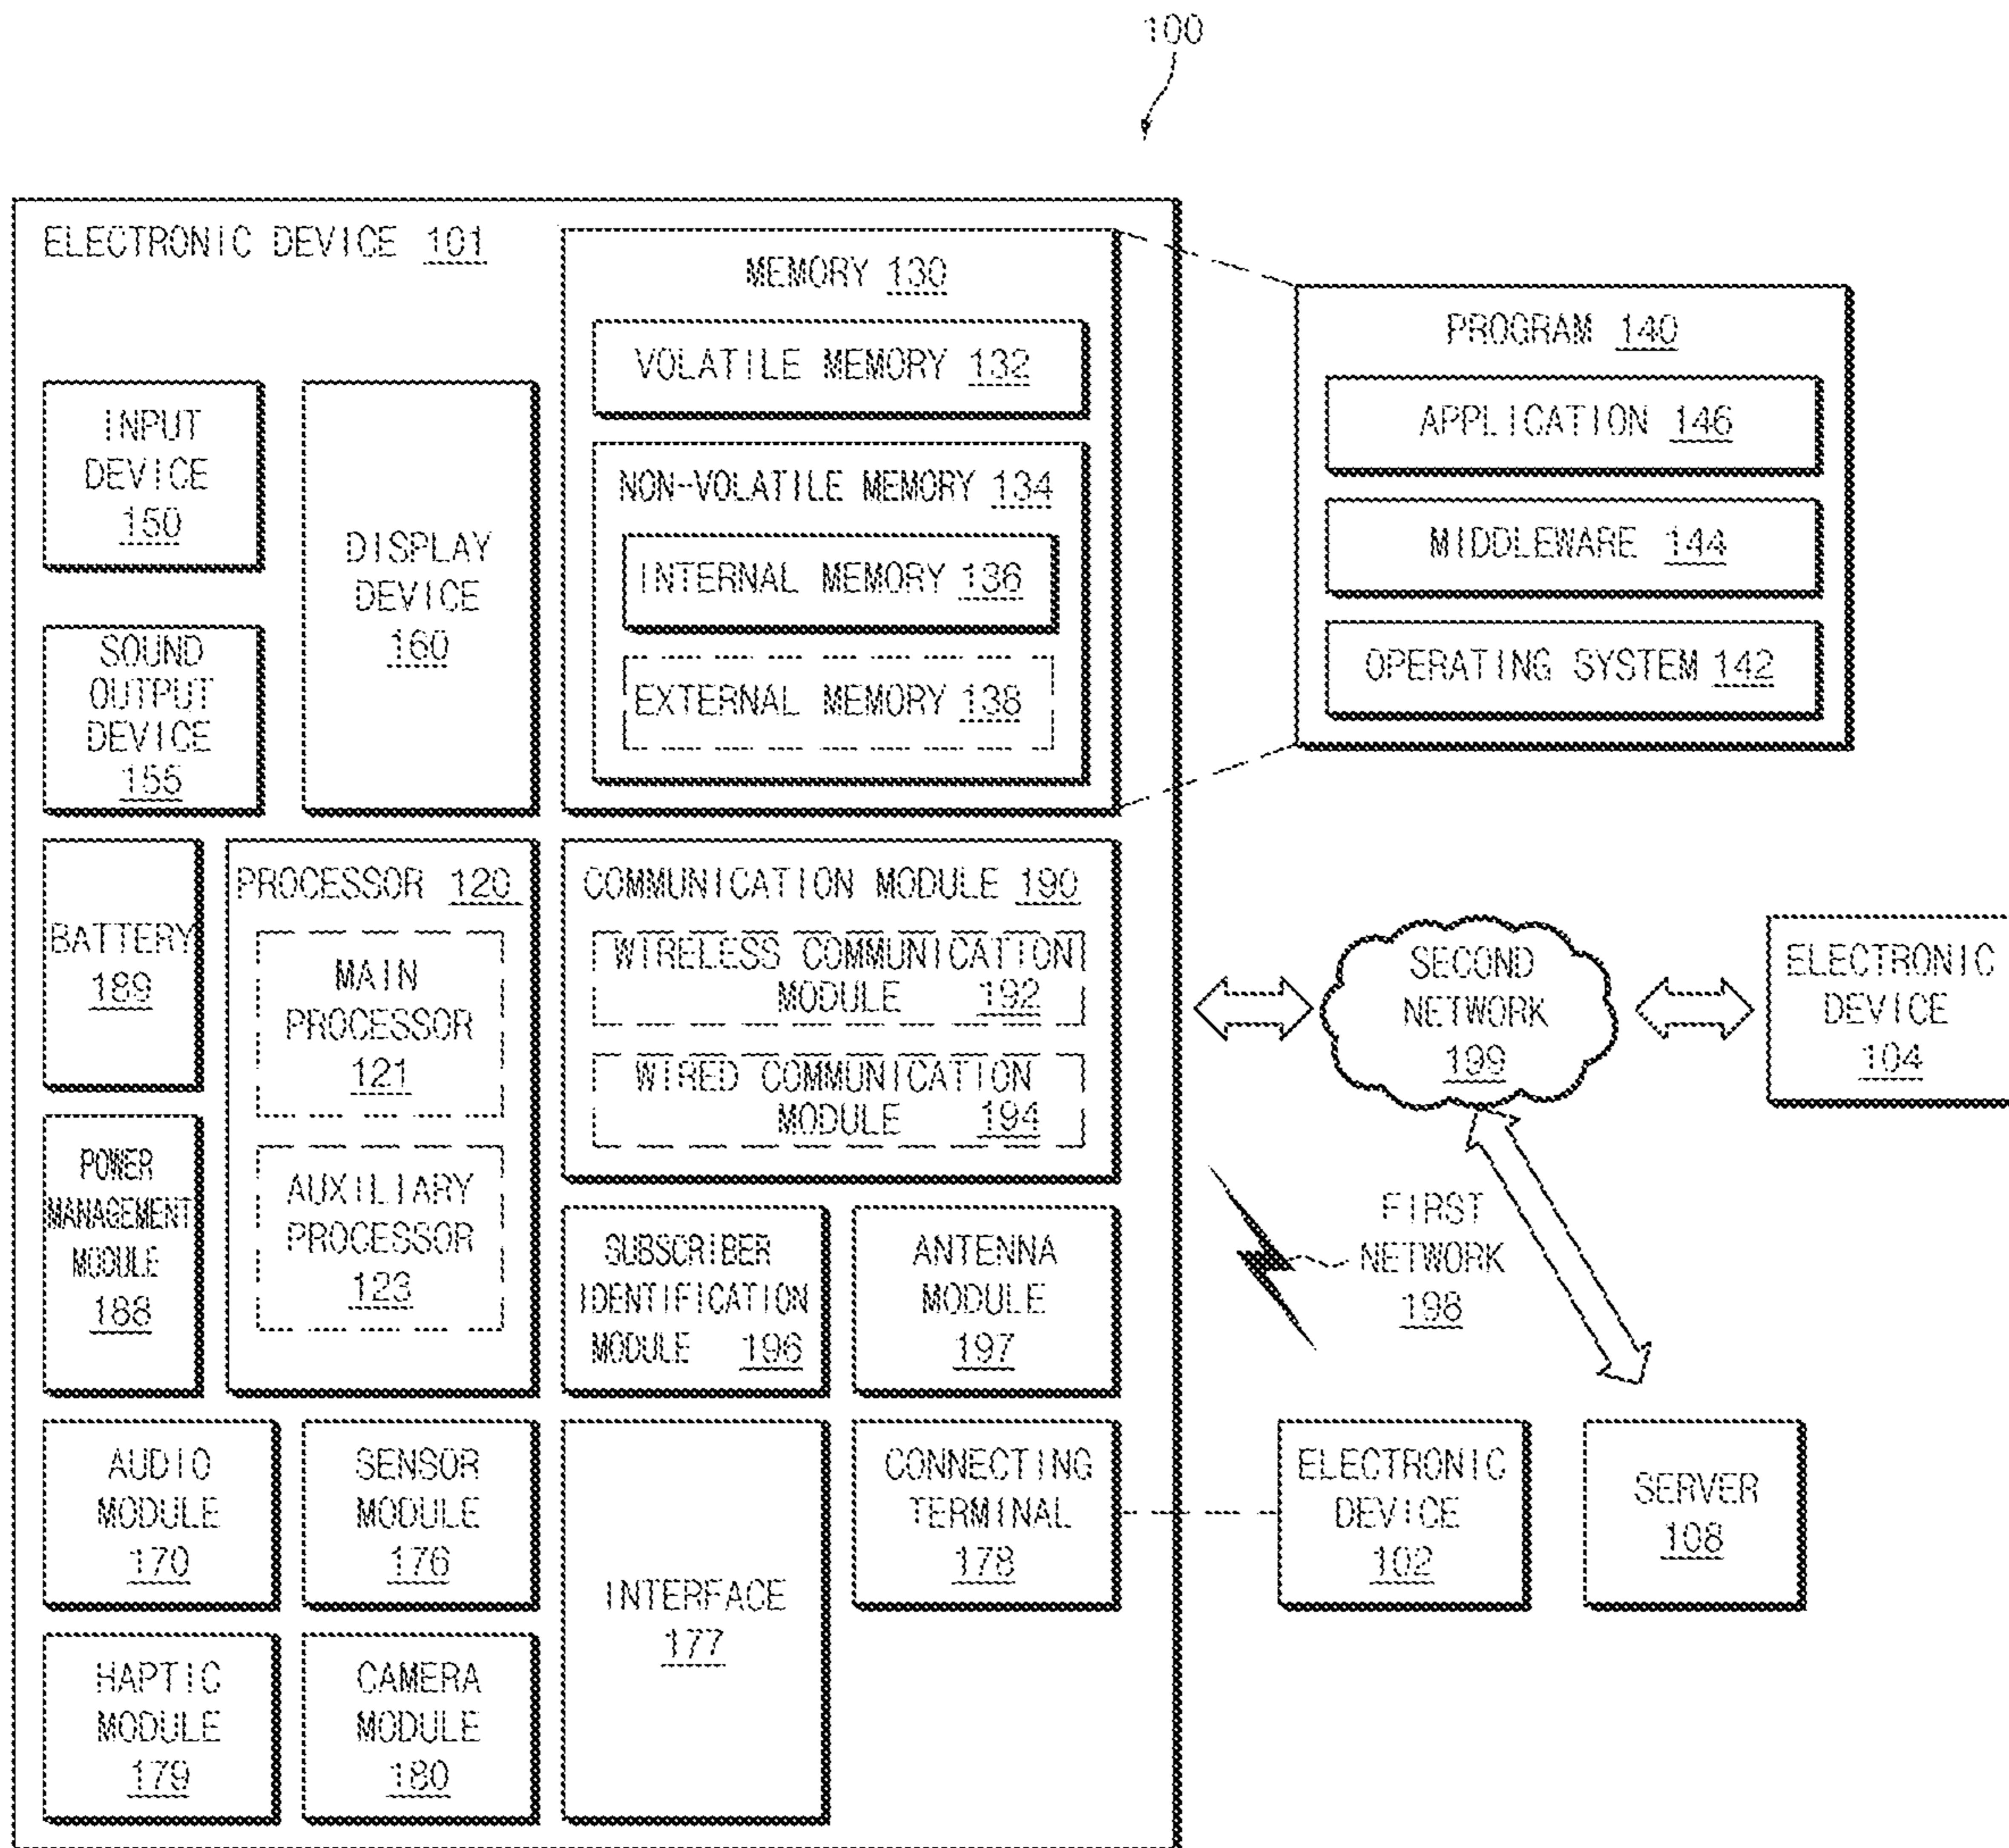 100
ELECTRONIC DEVICE 101
MEMORY 130
VOLATILE MEMORY 132
NON-VOLATILE MEMORY 134
INTERNAL MEMORY 136
EXTERNAL MEMORY 138
INPUT
DEVICE
150
SOUND
OUTPUT
DEVICE
155
DISPLAY
DEVICE
160
PROGRAM 140
APPLICATION 146
MIDDLEWARE 144
OPERATING SYSTEM 142
BATTERY
189
POWER
MANAGEMENT
MODULE
188
PROCESSOR 120
MAIN
PROCESSOR
121
AUXILIARY
PROCESSOR
123
COMMUNICATION MODULE 190
WIRELESS COMMUNICATION
MODULE 192
WIRED COMMUNICATION
MODULE 194
SUBSCRIBER
IDENTIFICATION
MODULE 196
ANTENNA
MODULE
197
SECOND
NETWORK
199
ELECTRONIC
DEVICE
104
FIRST
NETWORK
198
AUDIO
MODULE
170
SENSOR
MODULE
176
INTERFACE
177
CONNECTING
TERMINAL
178
ELECTRONIC
DEVICE
102
SERVER
108
HAPTIC
MODULE
179
CAMERA
MODULE
180